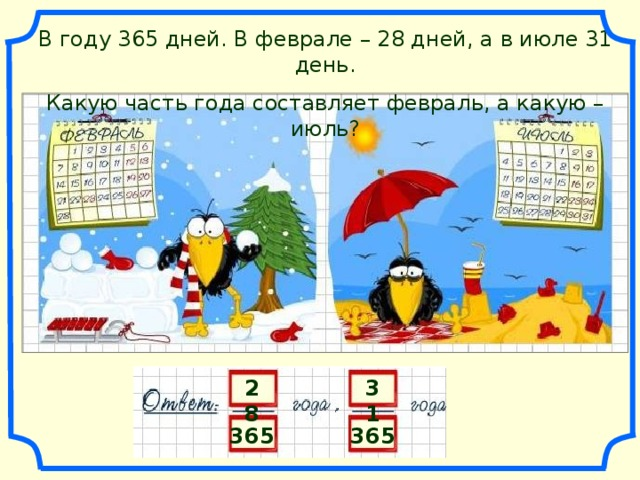 В году 365 дней. В феврале – 28 дней, а в июле 31
день.
Какую часть года составляет февраль, а какую –
июль?
ФЕВРАЛЬ
1 2 3 4 5 6
7 8 9 10 11 12 13
14 15 16 17 18 19 20
21 22 23 24 25 26 27
28
ИЮЛЬ
1 2 3
4 5 6 7 8 9 10
11 12 13 14 15 16 17
18 19 20 21 22 23 24
25 26 27 28 29 30 31
Ответ: 28 года, 31 года
365 365